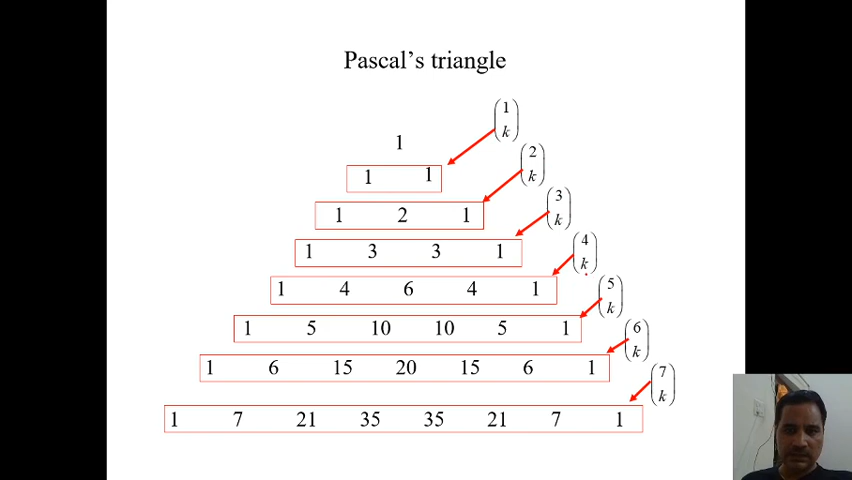 Pascal's triangle
1
1 1
(1 k)
1 2 1
(2 k)
1 3 3 1
(3 k)
1 4 6 4 1
(4 k)
1 5 10 10 5 1
(5 k)
1 6 15 20 15 6 1
(6 k)
1 7 21 35 35 21 7 1
(7 k)